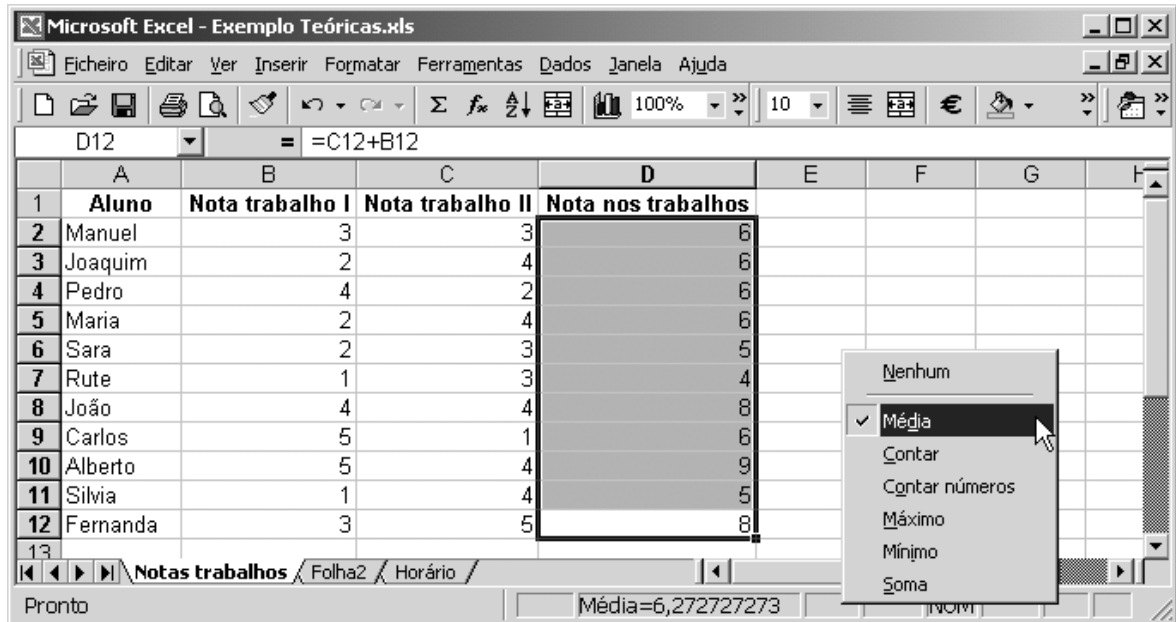 Microsoft Excel - Exemplo Teóricas.xls
Ficheiro Editar Ver Inserir Formatar Ferramentas Dados Janela Ajuda
100% 10
D12 = =C12+B12
A B C D E F G H
1 Aluno Nota trabalho I Nota trabalho II Nota nos trabalhos
2 Manuel 3 3 6
3 Joaquim 2 4 6
4 Pedro 4 2 6
5 Maria 2 4 6
6 Sara 2 3 5
7 Rute 1 3 4
8 João 4 4 8
9 Carlos 5 1 6
10 Alberto 5 4 9
11 Silvia 1 4 5
12 Fernanda 3 5 8
13
Nenhum
Média
Contar
Contar números
Máximo
Mínimo
Soma
Notas trabalhos Folha2 Horário
Pronto Média=6,272727273 NUM